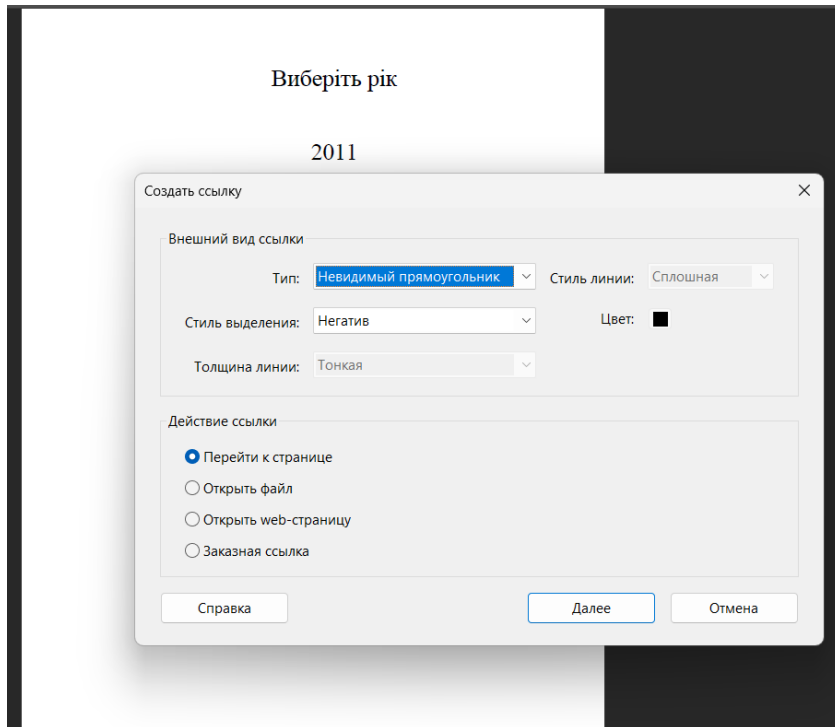 Виберіть рік
2011
Создать ссылку
Внешний вид ссылки
Тип: Невидимый прямоугольник Стиль линии: Сплошная
Стиль выделения: Негатив Цвет:
Толщина линии: Тонкая
Действие ссылки
Перейти к странице
Открыть файл
Открыть web-страницу
Заказная ссылка
Справка Далее Отмена